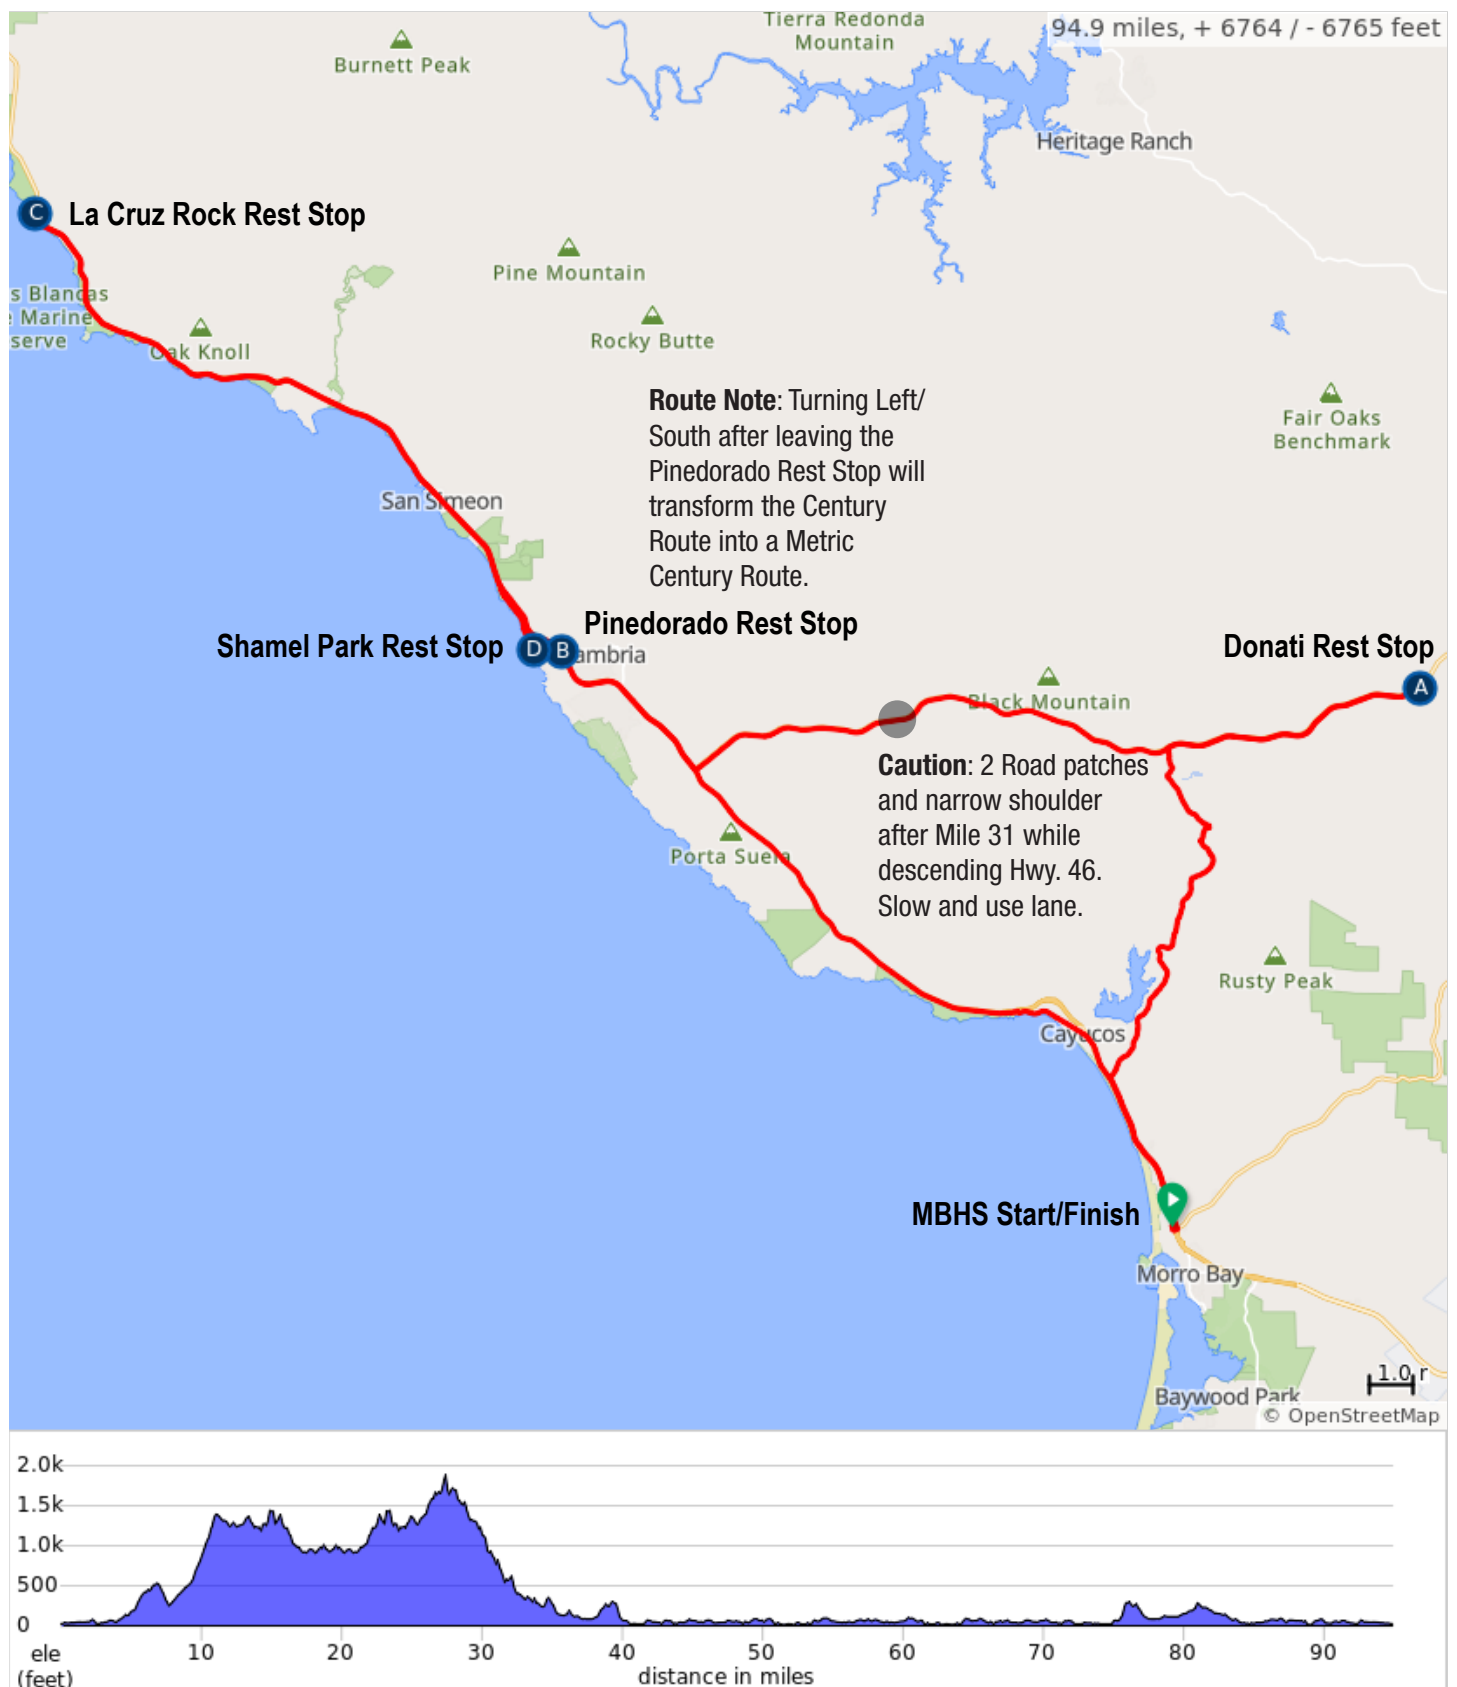 Tierra Redonda
Mountain
94.9 miles, + 6764 / - 6765 feet
Burnett Peak
Heritage Ranch
C
La Cruz Rock Rest Stop
Pine Mountain
s Blancas
e Marine
serve
Oak Knoll
Rocky Butte
Route Note: Turning Left/
South after leaving the
Pinedorado Rest Stop will
transform the Century
Route into a Metric
Century Route.
Fair Oaks
Benchmark
San Simeon
Pinedorado Rest Stop
Shamel Park Rest Stop
D
B
ambria
Donati Rest Stop
A
Black Mountain
Caution: 2 Road patches
and narrow shoulder
after Mile 31 while
descending Hwy. 46.
Slow and use lane.
Porta Suela
Rusty Peak
Cayucos
MBHS Start/Finish
Morro Bay
Baywood Park
1.0 r
© OpenStreetMap
2.0k
1.5k
1.0k
500
0
ele
(feet)
10 20 30 40 50 60 70 80 90
distance in miles